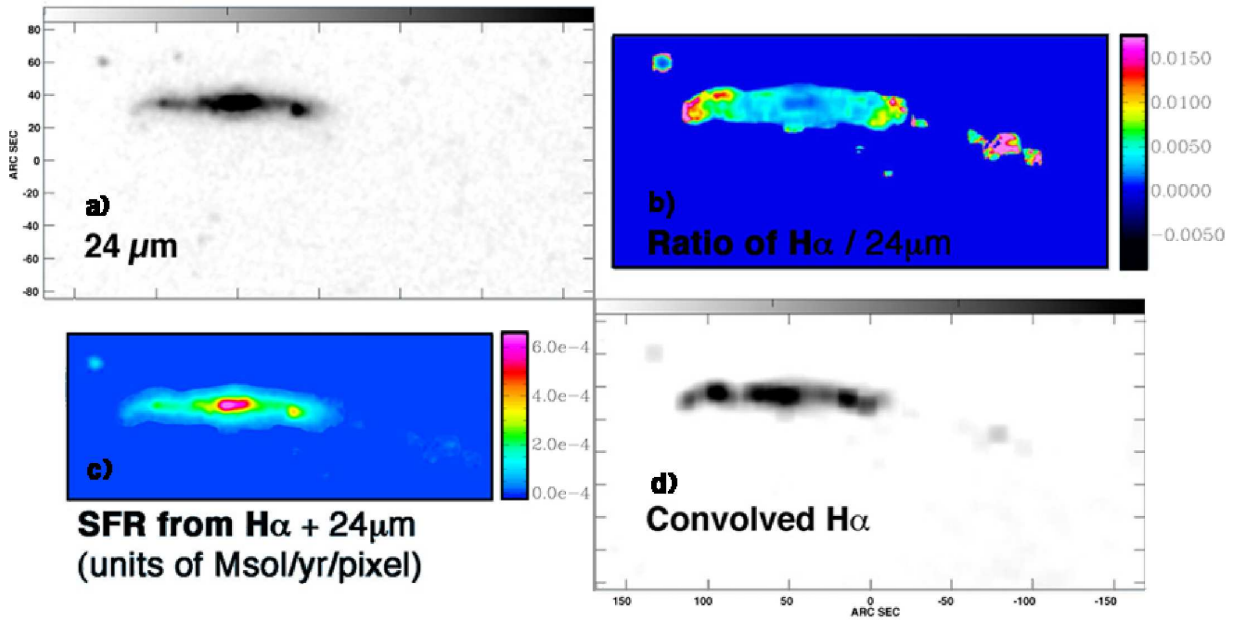 80
60
40
20
0
-20
-40
-60
-80
ARC SEC
a)
24 µm
b)
Ratio of Hα / 24µm
0.0150
0.0100
0.0050
0.0000
−0.0050
c)
6.0e−4
4.0e−4
2.0e−4
0.0e−4
SFR from Hα + 24µm
(units of Msol/yr/pixel)
d)
Convolved Hα
150 100 50 0 -50 -100 -150
ARC SEC